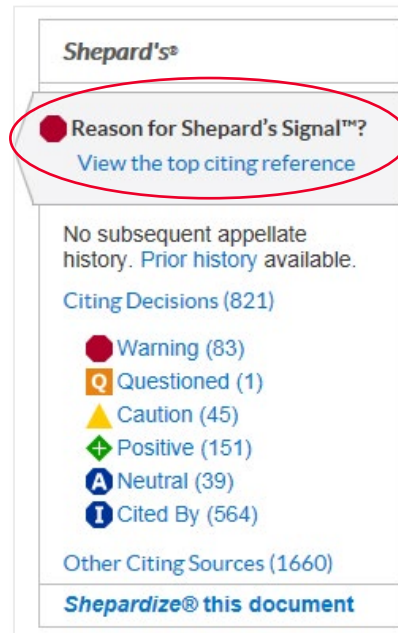 Shepard's®
Reason for Shepard's Signal™?
View the top citing reference
No subsequent appellate
history. Prior history available.
Citing Decisions (821)
Warning (83)
Q Questioned (1)
Caution (45)
Positive (151)
A Neutral (39)
I Cited By (564)
Other Citing Sources (1660)
Shepardize® this document